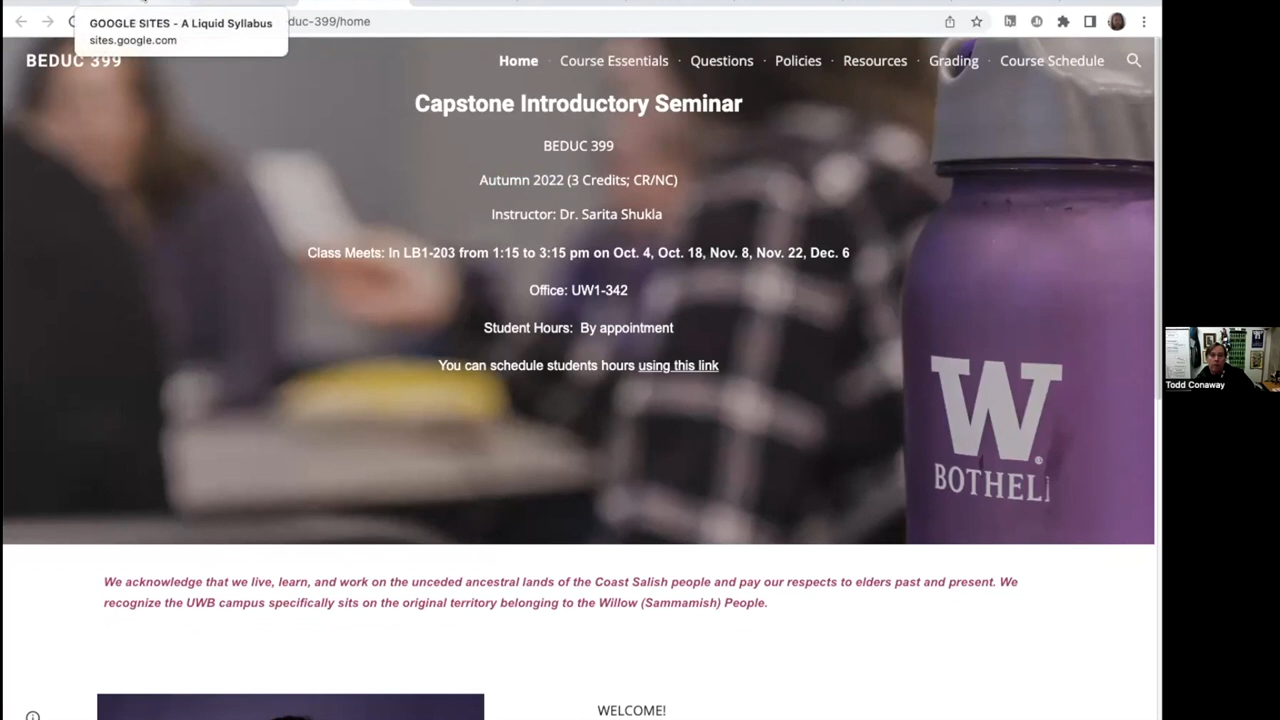 GOOGLE SITES - A Liquid Syllabus
sites.google.com
duc-399/home
BEDUC 399
Home
Course Essentials
Questions
Policies
Resources
Grading
Course Schedule
Capstone Introductory Seminar
BEDUC 399
Autumn 2022 (3 Credits; CR/NC)
Instructor: Dr. Sarita Shukla
Class Meets: In LB1-203 from 1:15 to 3:15 pm on Oct. 4, Oct. 18, Nov. 8, Nov. 22, Dec. 6
Office: UW1-342
Student Hours: By appointment
You can schedule students hours using this link
W
BOTHELL
Todd Conaway
We acknowledge that we live, learn, and work on the unceded ancestral lands of the Coast Salish people and pay our respects to elders past and present. We
recognize the UWB campus specifically sits on the original territory belonging to the Willow (Sammamish) People.
WELCOME!